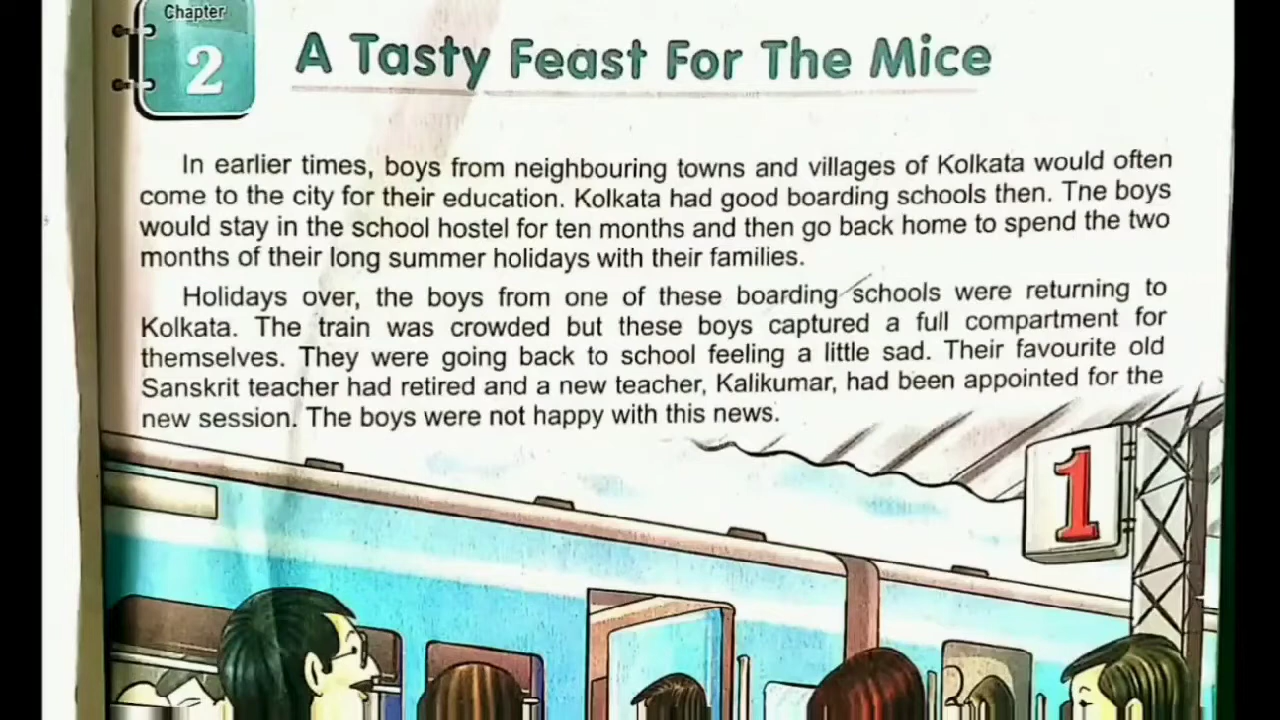 Chapter
2
A Tasty Feast For The Mice
In earlier times, boys from neighbouring towns and villages of Kolkata would often
come to the city for their education. Kolkata had good boarding schools then. The boys
would stay in the school hostel for ten months and then go back home to spend the two
months of their long summer holidays with their families.
Holidays over, the boys from one of these boarding schools were returning to
Kolkata. The train was crowded but these boys captured a full compartment for
themselves. They were going back to school feeling a little sad. Their favourite old
Sanskrit teacher had retired and a new teacher, Kalikumar, had been appointed for the
new session. The boys were not happy with this news.
1